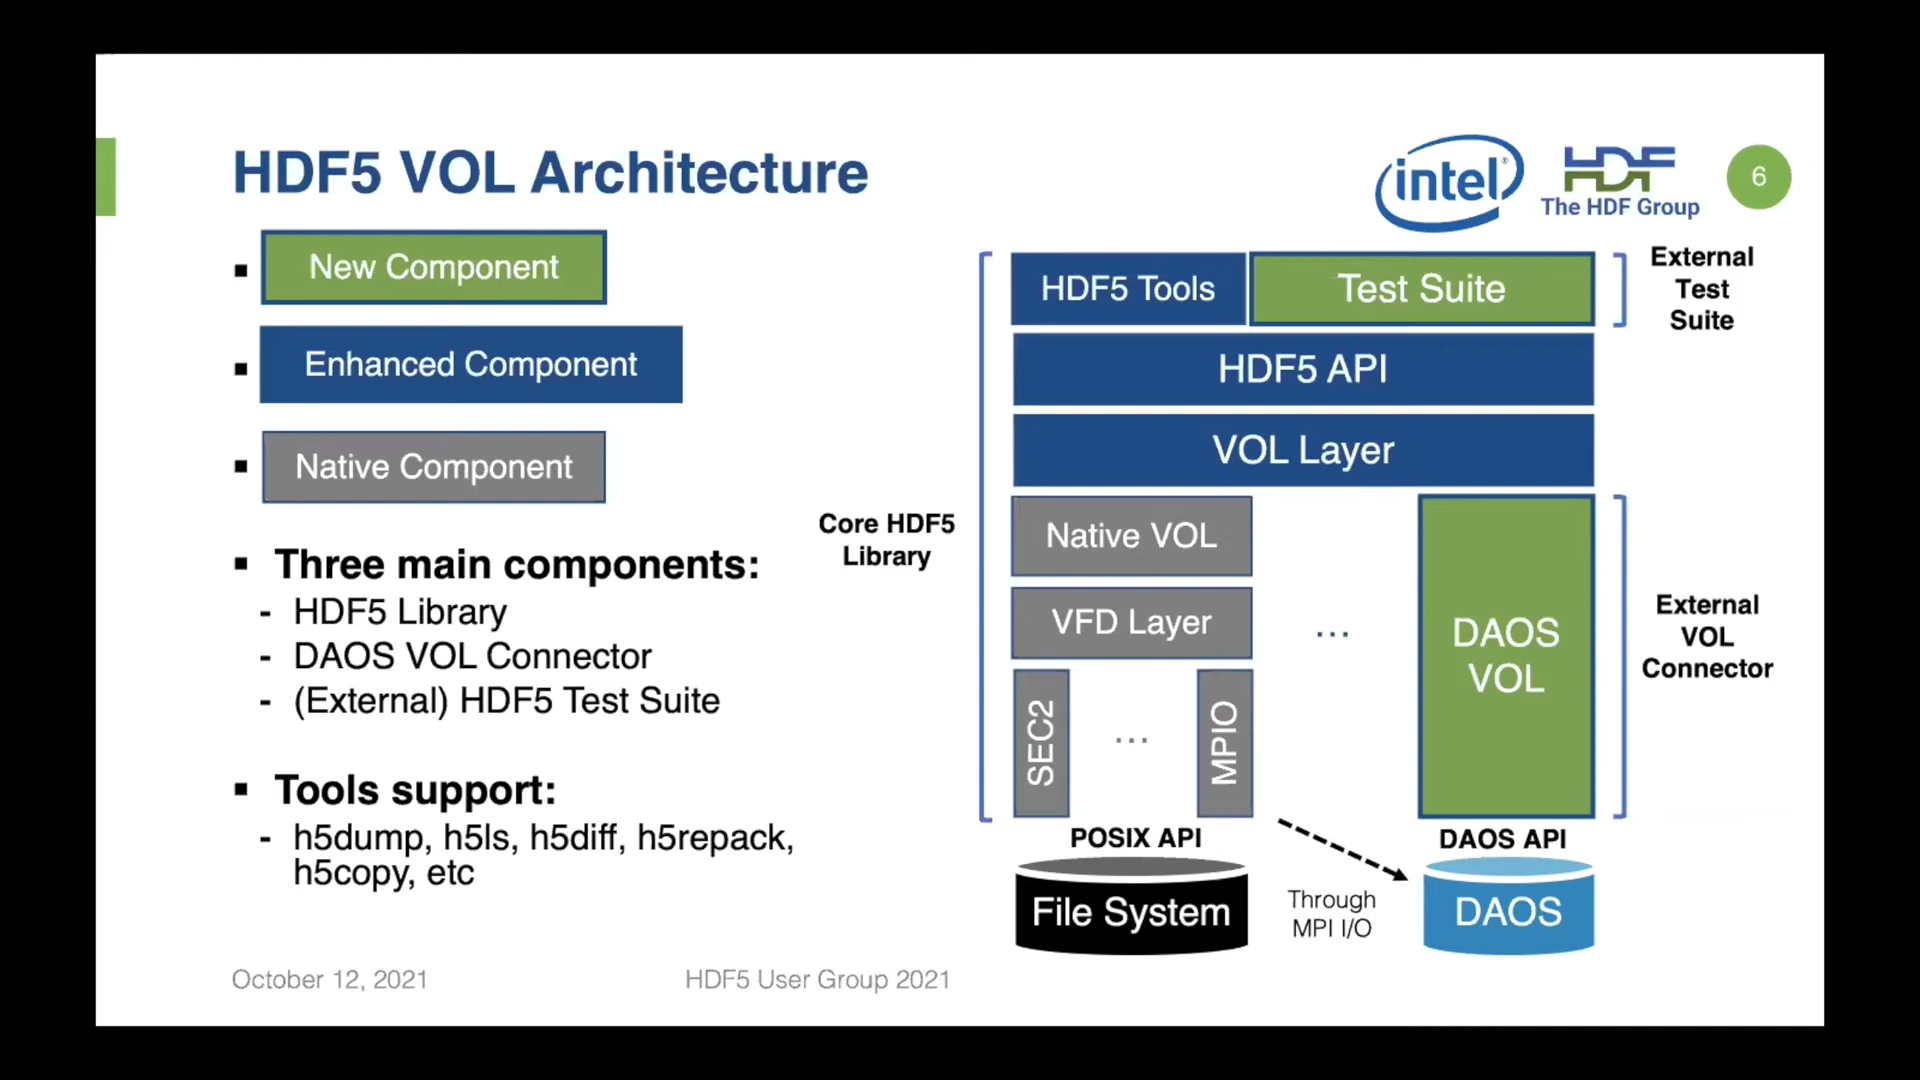 HDF5 VOL Architecture
intel®
HDF
The HDF Group
6
New Component
Enhanced Component
Native Component
Three main components:
- HDF5 Library
- DAOS VOL Connector
- (External) HDF5 Test Suite
Tools support:
- h5dump, h5ls, h5diff, h5repack,
h5copy, etc
Core HDF5
Library
HDF5 Tools
Test Suite
External
Test
Suite
HDF5 API
VOL Layer
Native VOL
VFD Layer
SEC2
...
MPIO
...
DAOS
VOL
External
VOL
Connector
POSIX API
DAOS API
File System
Through
MPI I/O
DAOS
October 12, 2021
HDF5 User Group 2021